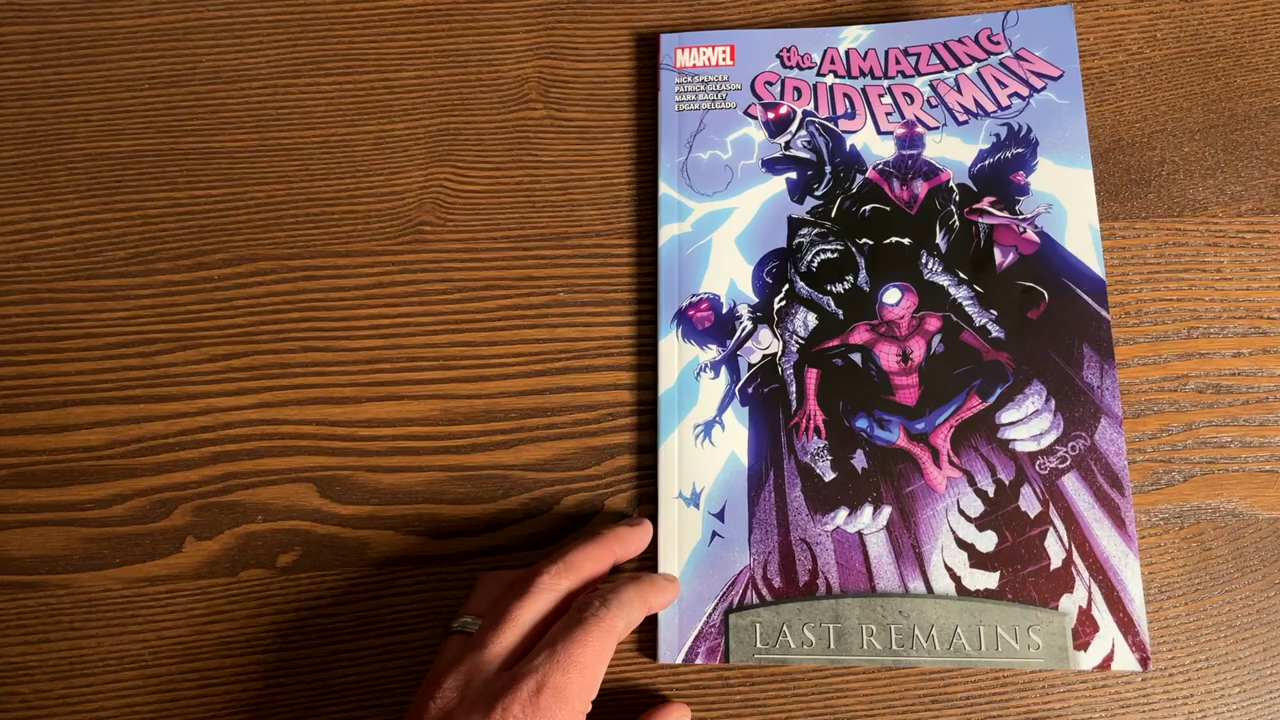 MARVEL
NICK SPENCER
PATRICK GLEASON
MARK BAGLEY
EDGAR DELGADO
the AMAZING
SPIDER-MAN
GLEASON
LAST REMAINS